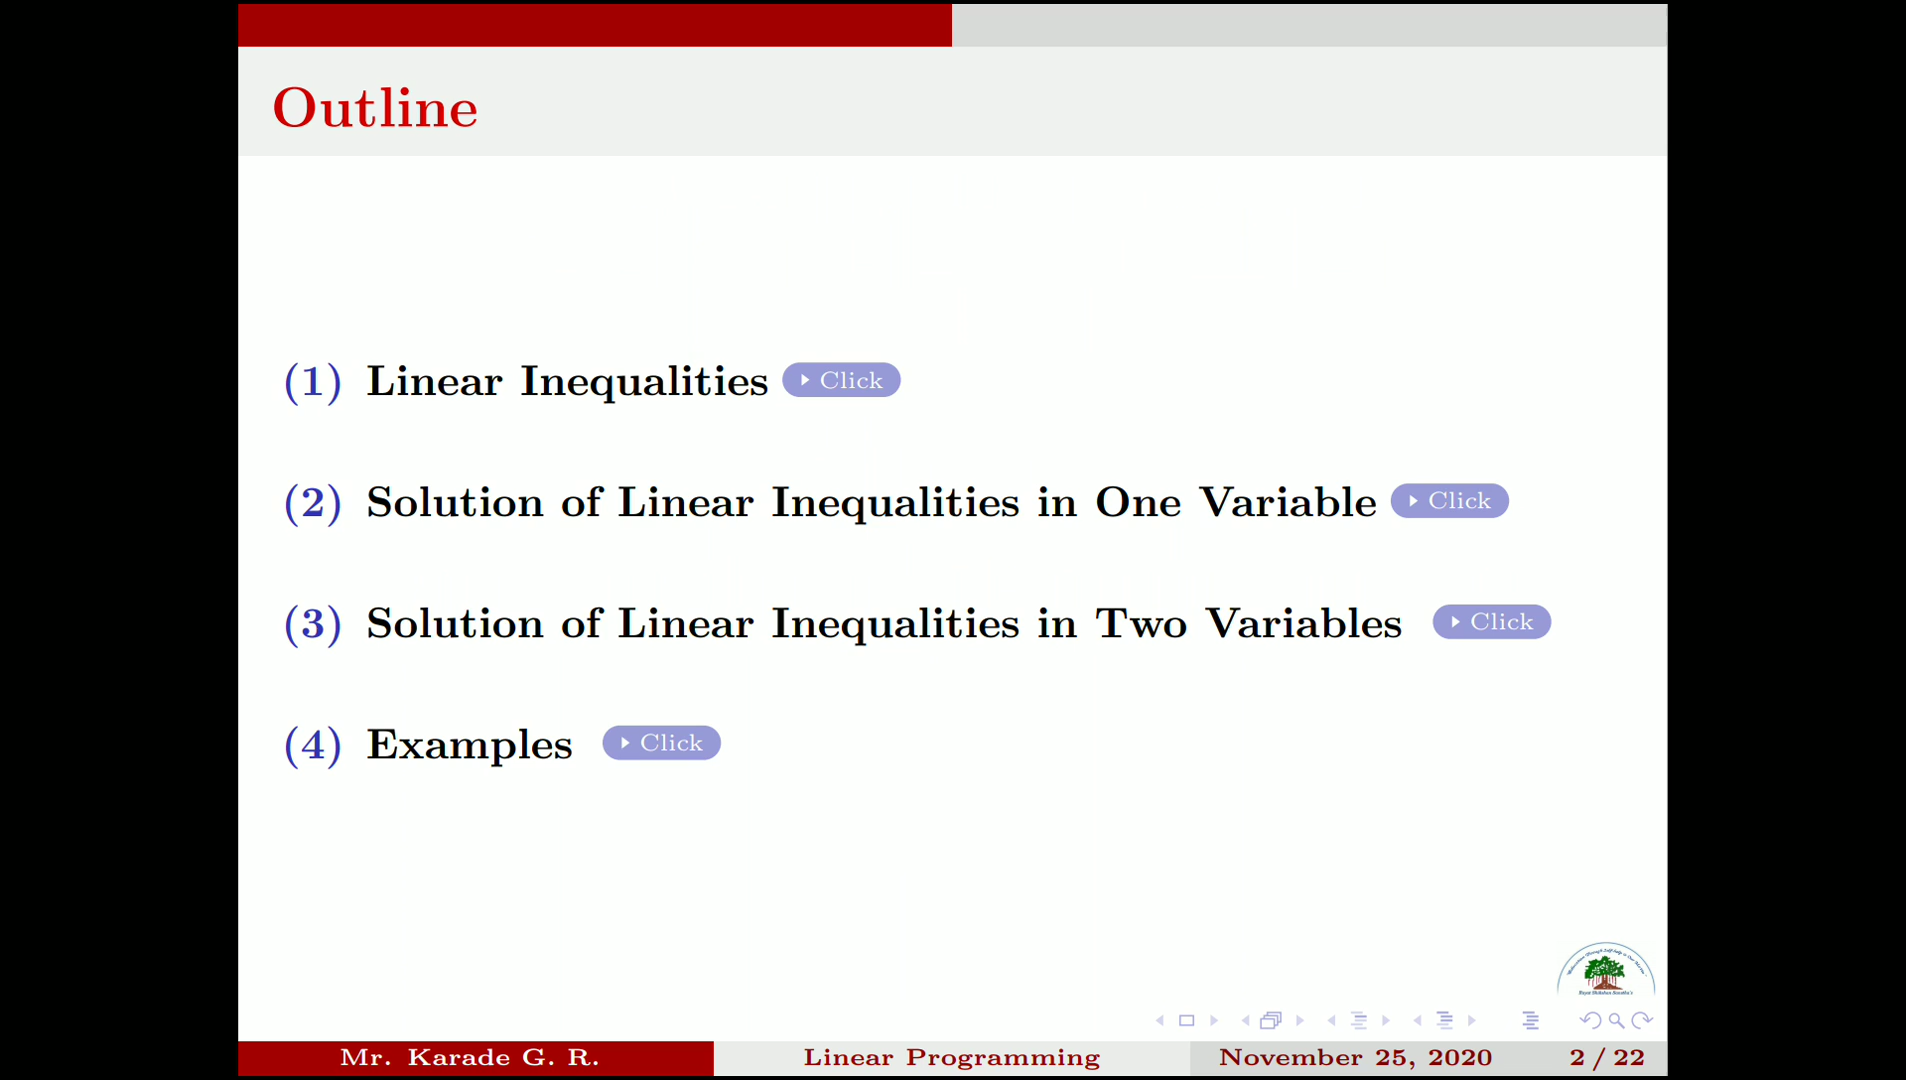 Outline
(1) Linear Inequalities Click
(2) Solution of Linear Inequalities in One Variable Click
(3) Solution of Linear Inequalities in Two Variables Click
(4) Examples Click
Mr. Karade G. R. Linear Programming November 25, 2020 2 / 22